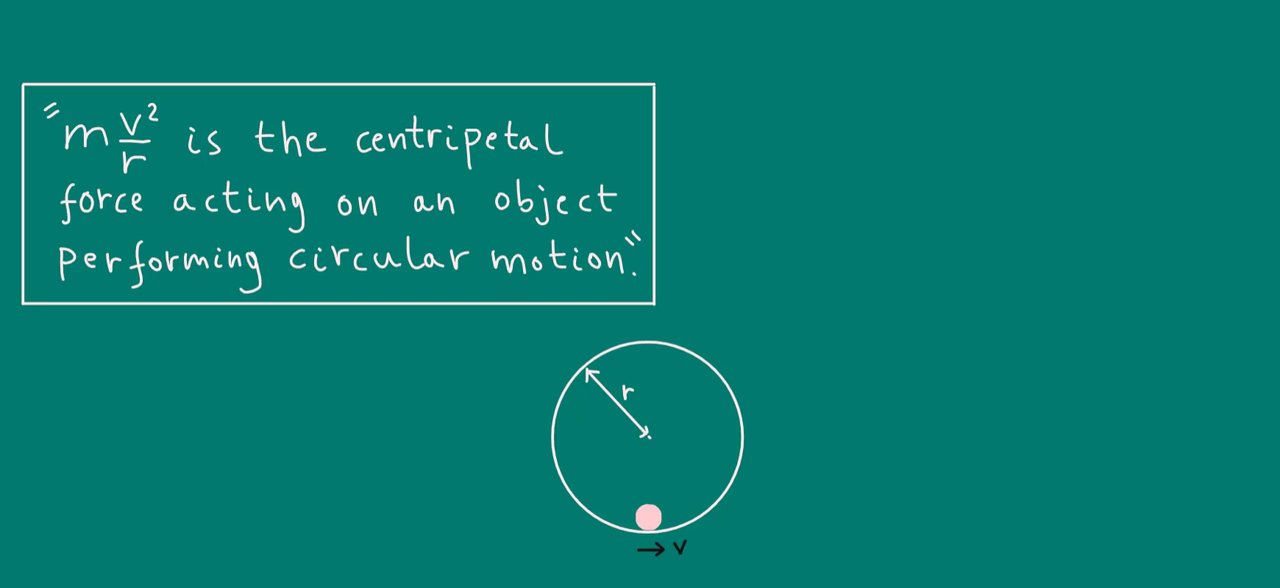 "m v²/r is the centripetal
force acting on an object
performing circular motion."
r
→ v